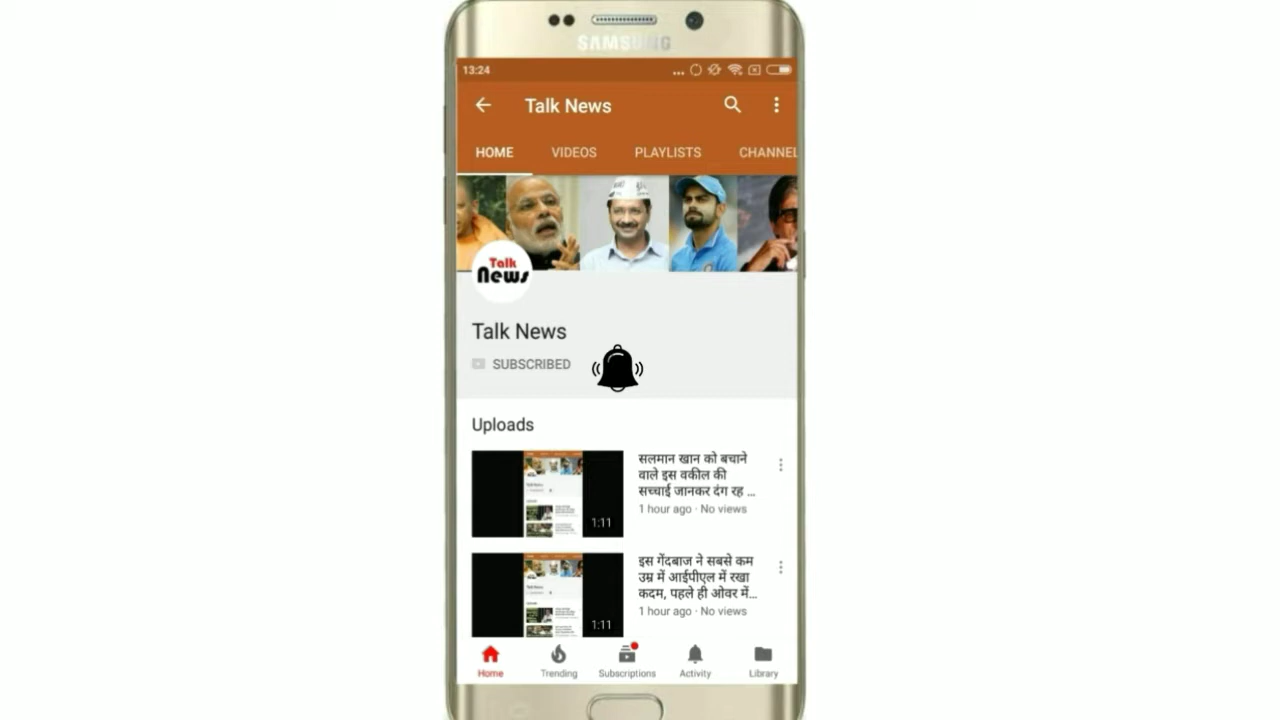 SAMSUNG
13:24
Talk News
HOME VIDEOS PLAYLISTS CHANNEL
Talk
News
Talk News
SUBSCRIBED
Uploads
सलमान खान को बचाने
वाले इस वकील की
सच्चाई जानकर दंग रह ...
1 hour ago · No views
1:11
इस गेंदबाज ने सबसे कम
उम्र में आईपीएल में रखा
कदम, पहले ही ओवर में...
1 hour ago · No views
1:11
Home Trending Subscriptions Activity Library